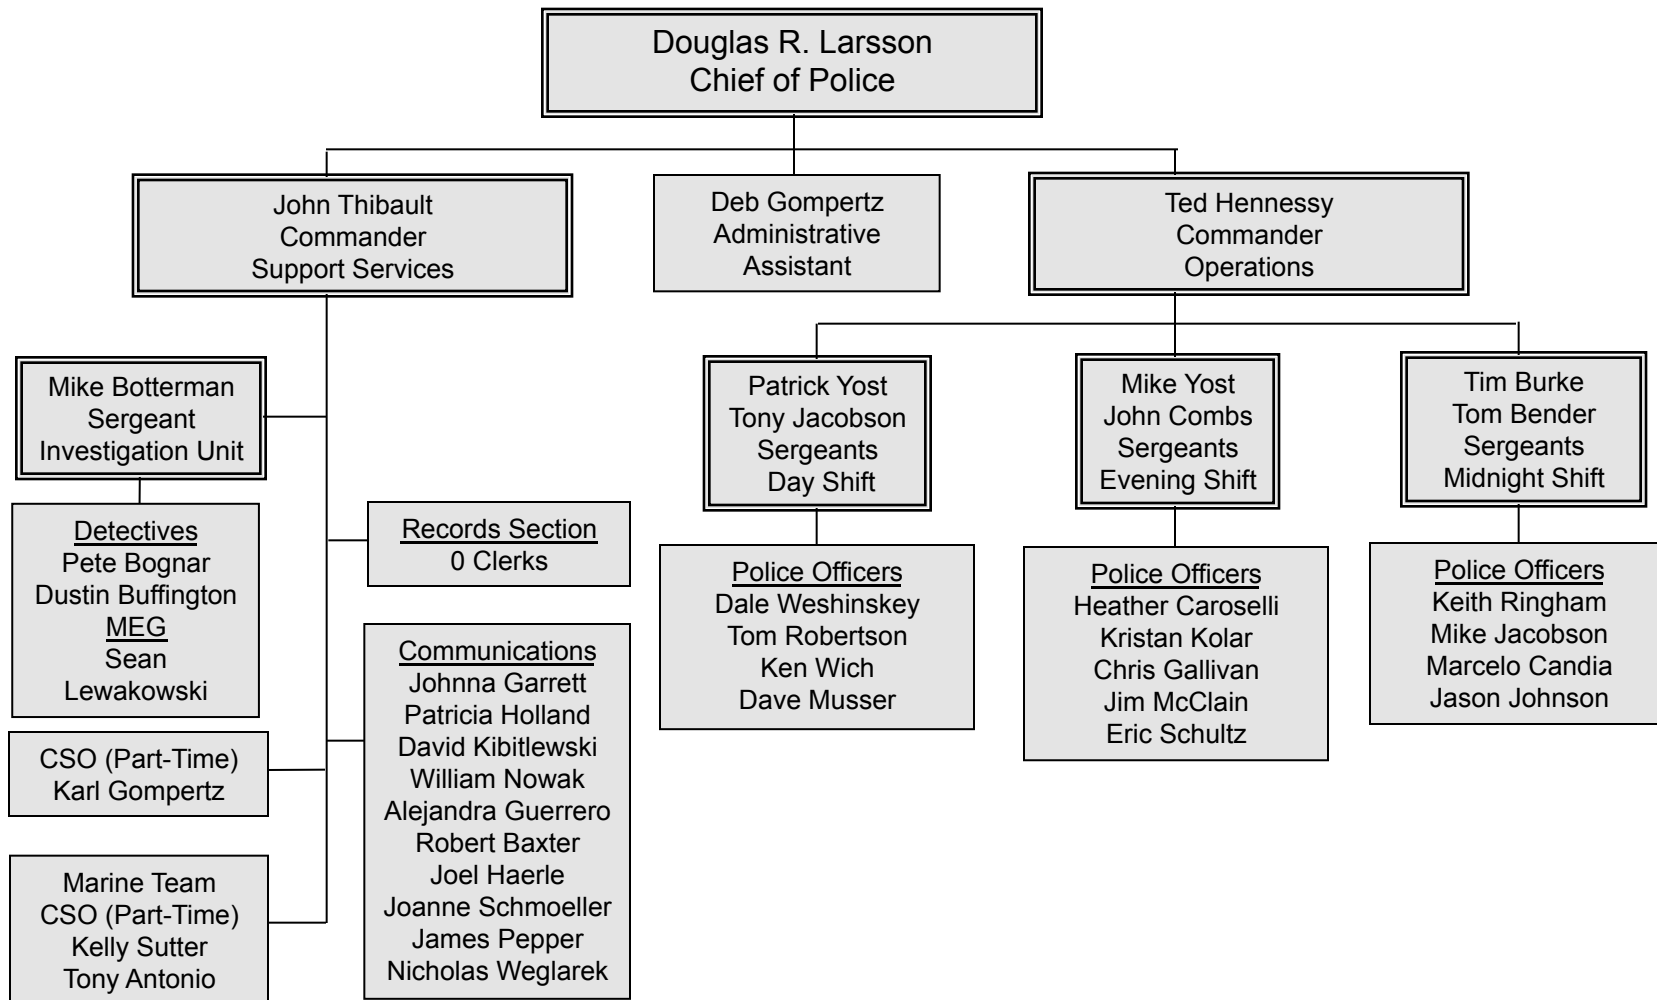 Douglas R. Larsson
Chief of Police
John Thibault
Commander
Support Services
Deb Gompertz
Administrative
Assistant
Ted Hennessy
Commander
Operations
Mike Botterman
Sergeant
Investigation Unit
Patrick Yost
Tony Jacobson
Sergeants
Day Shift
Mike Yost
John Combs
Sergeants
Evening Shift
Tim Burke
Tom Bender
Sergeants
Midnight Shift
Detectives
Pete Bognar
Dustin Buffington
MEG
Sean
Lewakowski
Records Section
0 Clerks
Police Officers
Dale Weshinskey
Tom Robertson
Ken Wich
Dave Musser
Police Officers
Heather Caroselli
Kristan Kolar
Chris Gallivan
Jim McClain
Eric Schultz
Police Officers
Keith Ringham
Mike Jacobson
Marcelo Candia
Jason Johnson
Communications
Johnna Garrett
Patricia Holland
David Kibitlewski
William Nowak
Alejandra Guerrero
Robert Baxter
Joel Haerle
Joanne Schmoeller
James Pepper
Nicholas Weglarek
CSO (Part-Time)
Karl Gompertz
Marine Team
CSO (Part-Time)
Kelly Sutter
Tony Antonio